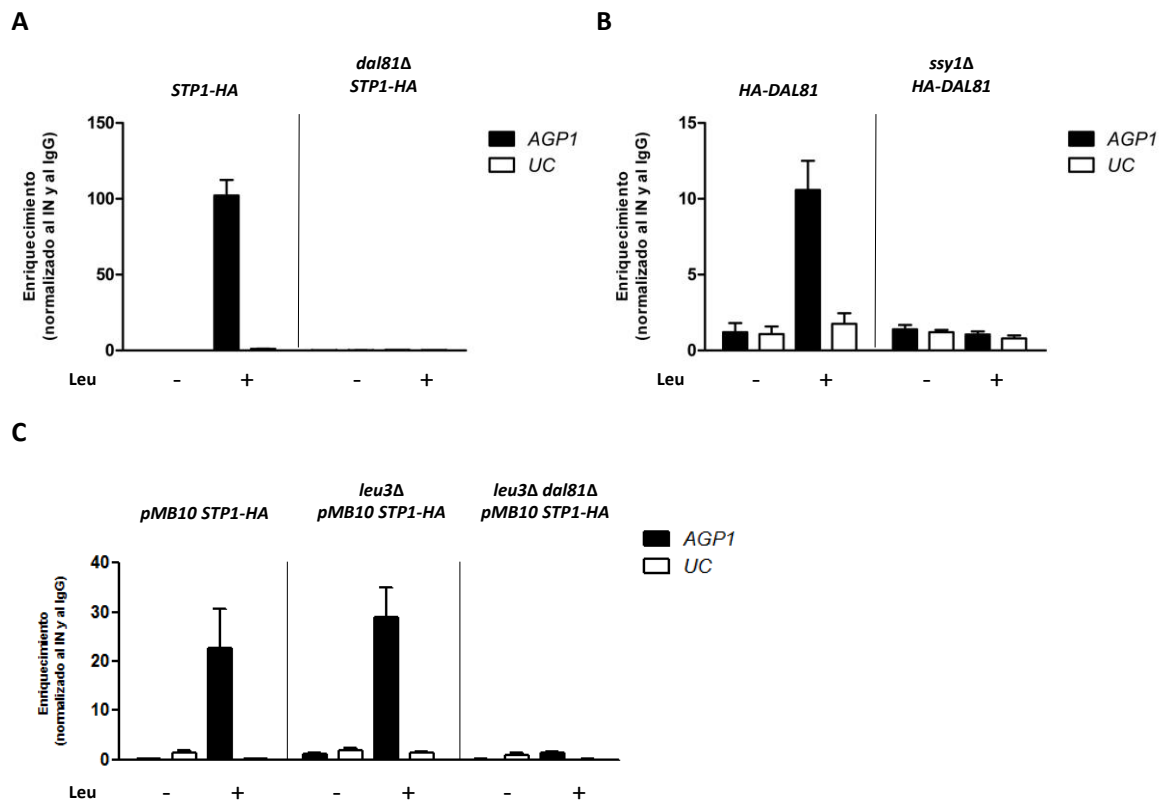 A
STP1-HA
dal81Δ
STP1-HA
Enriquecimiento
(normalizado al IN y al IgG)
150
100
50
0
AGP1
UC
Leu - + - +
B
HA-DAL81
ssy1Δ
HA-DAL81
Enriquecimiento
(normalizado al IN y al IgG)
15
10
5
0
AGP1
UC
Leu - + - +
C
pMB10 STP1-HA
leu3Δ
pMB10 STP1-HA
leu3Δ dal81Δ
pMB10 STP1-HA
Enriquecimiento
(normalizado al IN y al IgG)
40
30
20
10
0
AGP1
UC
Leu - + - + - +